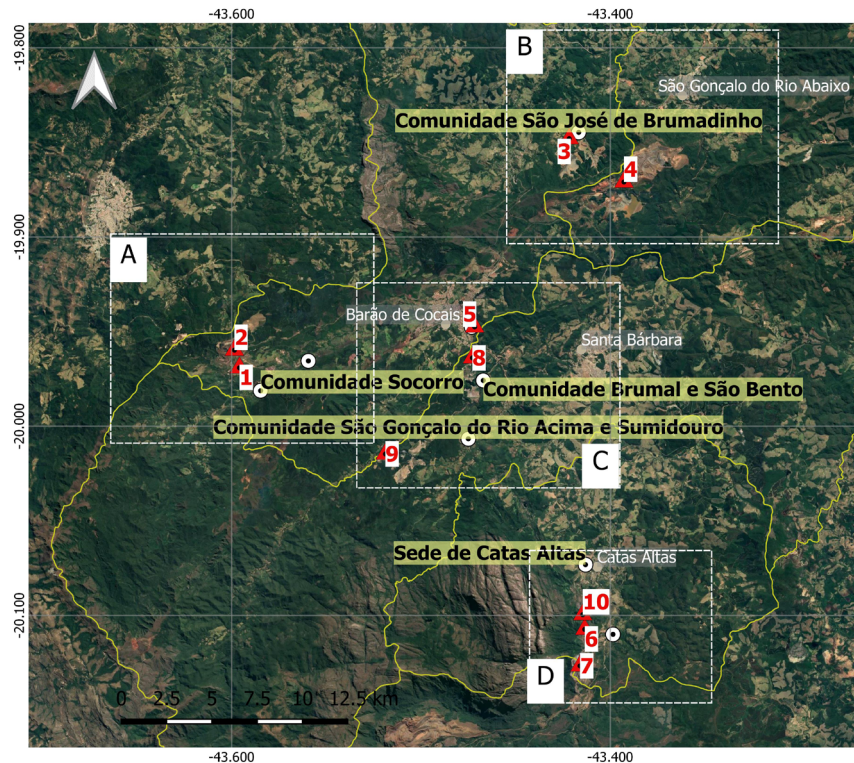 -43.600
-43.400
-19.800
B
São Gonçalo do Rio Abaixo
Comunidade São José de Brumadinho
3
4
-19.900
A
5
Barão de Cocais
2
8
Santa Bárbara
1
Comunidade Socorro
Comunidade Brumal e São Bento
-20.000
Comunidade São Gonçalo do Rio Acima e Sumidouro
9
C
Sede de Catas Altas
Catas Altas
10
-20.100
6
7
D
0 2.5 5 7.5 10 12.5 km
-43.600
-43.400